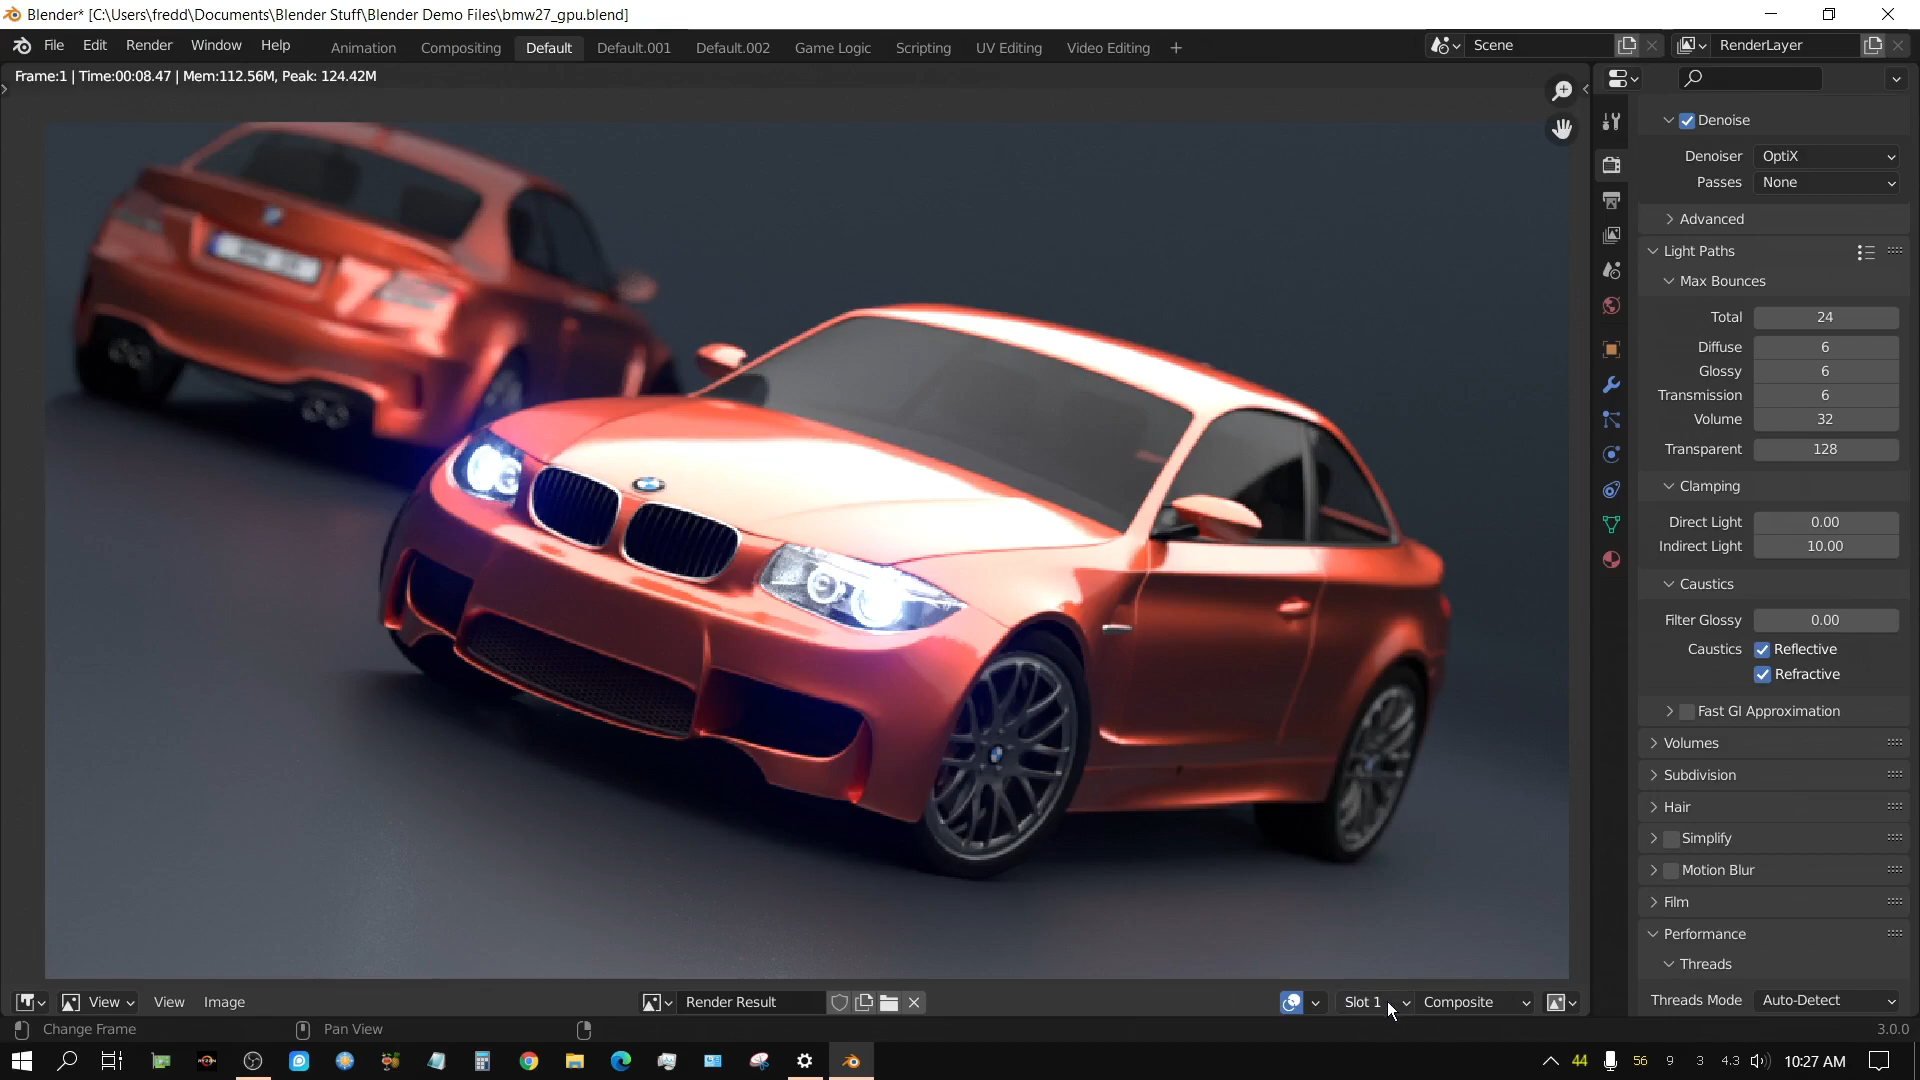 Blender* [C:\Users\fredd\Documents\Blender Stuff\Blender Demo Files\bmw27_gpu.blend]
File Edit Render Window Help Animation Compositing Default Default.001 Default.002 Game Logic Scripting UV Editing Video Editing + Scene RenderLayer
Frame:1 | Time:00:08.47 | Mem:112.56M, Peak: 124.42M
Denoise
Denoiser OptiX
Passes None
Advanced
Light Paths
Max Bounces
Total 24
Diffuse 6
Glossy 6
Transmission 6
Volume 32
Transparent 128
Clamping
Direct Light 0.00
Indirect Light 10.00
Caustics
Filter Glossy 0.00
Caustics Reflective
Refractive
Fast GI Approximation
Volumes
Subdivision
Hair
Simplify
Motion Blur
Film
Performance
Threads
Threads Mode Auto-Detect
View View Image Render Result Slot 1 Composite
Change Frame Pan View 3.0.0
44 56 9 3 4.3 10:27 AM